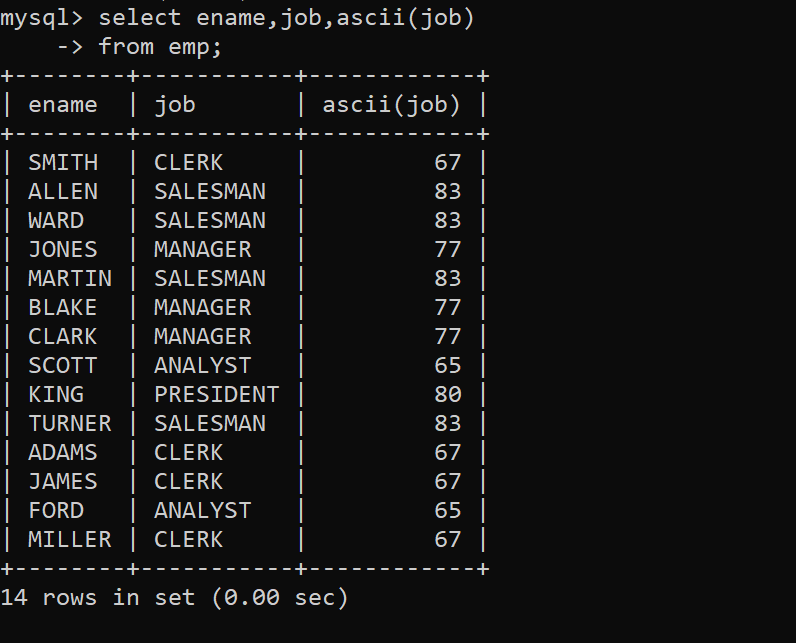 mysql> select ename,job,ascii(job)
    -> from emp;
+--------+-----------+------------+
| ename  | job       | ascii(job) |
+--------+-----------+------------+
| SMITH  | CLERK     |         67 |
| ALLEN  | SALESMAN  |         83 |
| WARD   | SALESMAN  |         83 |
| JONES  | MANAGER   |         77 |
| MARTIN | SALESMAN  |         83 |
| BLAKE  | MANAGER   |         77 |
| CLARK  | MANAGER   |         77 |
| SCOTT  | ANALYST   |         65 |
| KING   | PRESIDENT |         80 |
| TURNER | SALESMAN  |         83 |
| ADAMS  | CLERK     |         67 |
| JAMES  | CLERK     |         67 |
| FORD   | ANALYST   |         65 |
| MILLER | CLERK     |         67 |
+--------+-----------+------------+
14 rows in set (0.00 sec)